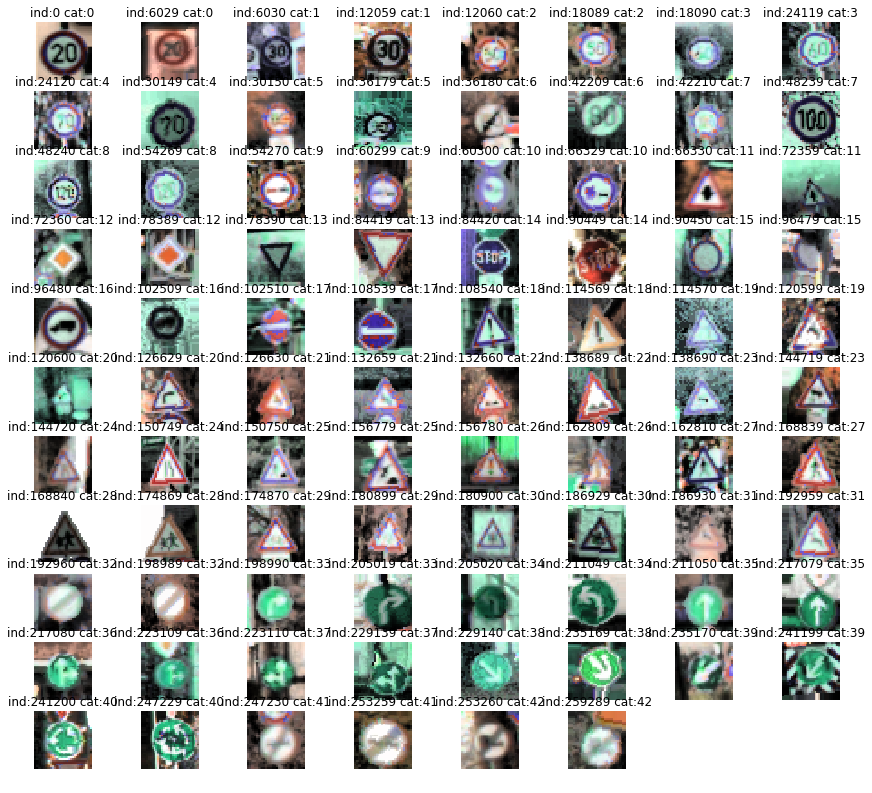 ind:0 cat:0 ind:6029 cat:0 ind:6030 cat:1 ind:12059 cat:1 ind:12060 cat:2 ind:18089 cat:2 ind:18090 cat:3 ind:24119 cat:3
20 20 30 30 50 50 60
ind:24120 cat:4 ind:30149 cat:4 ind:30150 cat:5 ind:36179 cat:5 ind:36180 cat:6 ind:42209 cat:6 ind:42210 cat:7 ind:48239 cat:7
70 70 80 100
ind:48240 cat:8 ind:54269 cat:8 ind:54270 cat:9 ind:60299 cat:9 ind:60300 cat:10 ind:66329 cat:10 ind:66330 cat:11 ind:72359 cat:11
120
ind:72360 cat:12 ind:78389 cat:12 ind:78390 cat:13 ind:84419 cat:13 ind:84420 cat:14 ind:90449 cat:14 ind:90450 cat:15 ind:96479 cat:15
STOP STOP
ind:96480 cat:16 ind:102509 cat:16 ind:102510 cat:17 ind:108539 cat:17 ind:108540 cat:18 ind:114569 cat:18 ind:114570 cat:19 ind:120599 cat:19
ind:120600 cat:20 ind:126629 cat:20 ind:126630 cat:21 ind:132659 cat:21 ind:132660 cat:22 ind:138689 cat:22 ind:138690 cat:23 ind:144719 cat:23
ind:144720 cat:24 ind:150749 cat:24 ind:150750 cat:25 ind:156779 cat:25 ind:156780 cat:26 ind:162809 cat:26 ind:162810 cat:27 ind:168839 cat:27
ind:168840 cat:28 ind:174869 cat:28 ind:174870 cat:29 ind:180899 cat:29 ind:180900 cat:30 ind:186929 cat:30 ind:186930 cat:31 ind:192959 cat:31
ind:192960 cat:32 ind:198989 cat:32 ind:198990 cat:33 ind:205019 cat:33 ind:205020 cat:34 ind:211049 cat:34 ind:211050 cat:35 ind:217079 cat:35
ind:217080 cat:36 ind:223109 cat:36 ind:223110 cat:37 ind:229139 cat:37 ind:229140 cat:38 ind:235169 cat:38 ind:235170 cat:39 ind:241199 cat:39
ind:241200 cat:40 ind:247229 cat:40 ind:247230 cat:41 ind:253259 cat:41 ind:253260 cat:42 ind:259289 cat:42